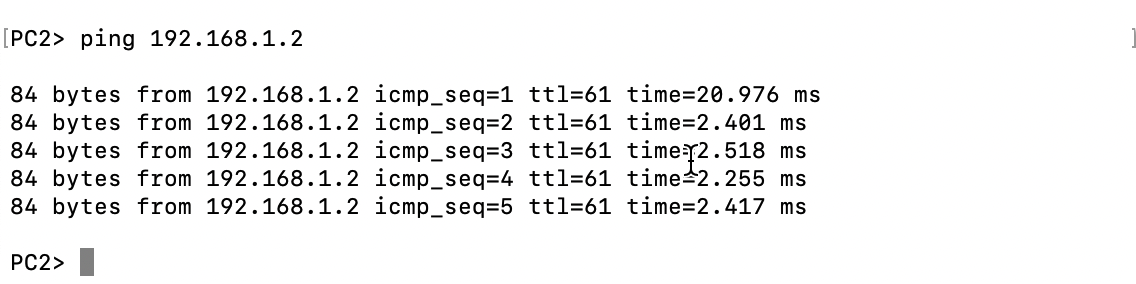 [PC2> ping 192.168.1.2 ]
84 bytes from 192.168.1.2 icmp_seq=1 ttl=61 time=20.976 ms
84 bytes from 192.168.1.2 icmp_seq=2 ttl=61 time=2.401 ms
84 bytes from 192.168.1.2 icmp_seq=3 ttl=61 time=2.518 ms
84 bytes from 192.168.1.2 icmp_seq=4 ttl=61 time=2.255 ms
84 bytes from 192.168.1.2 icmp_seq=5 ttl=61 time=2.417 ms
PC2>